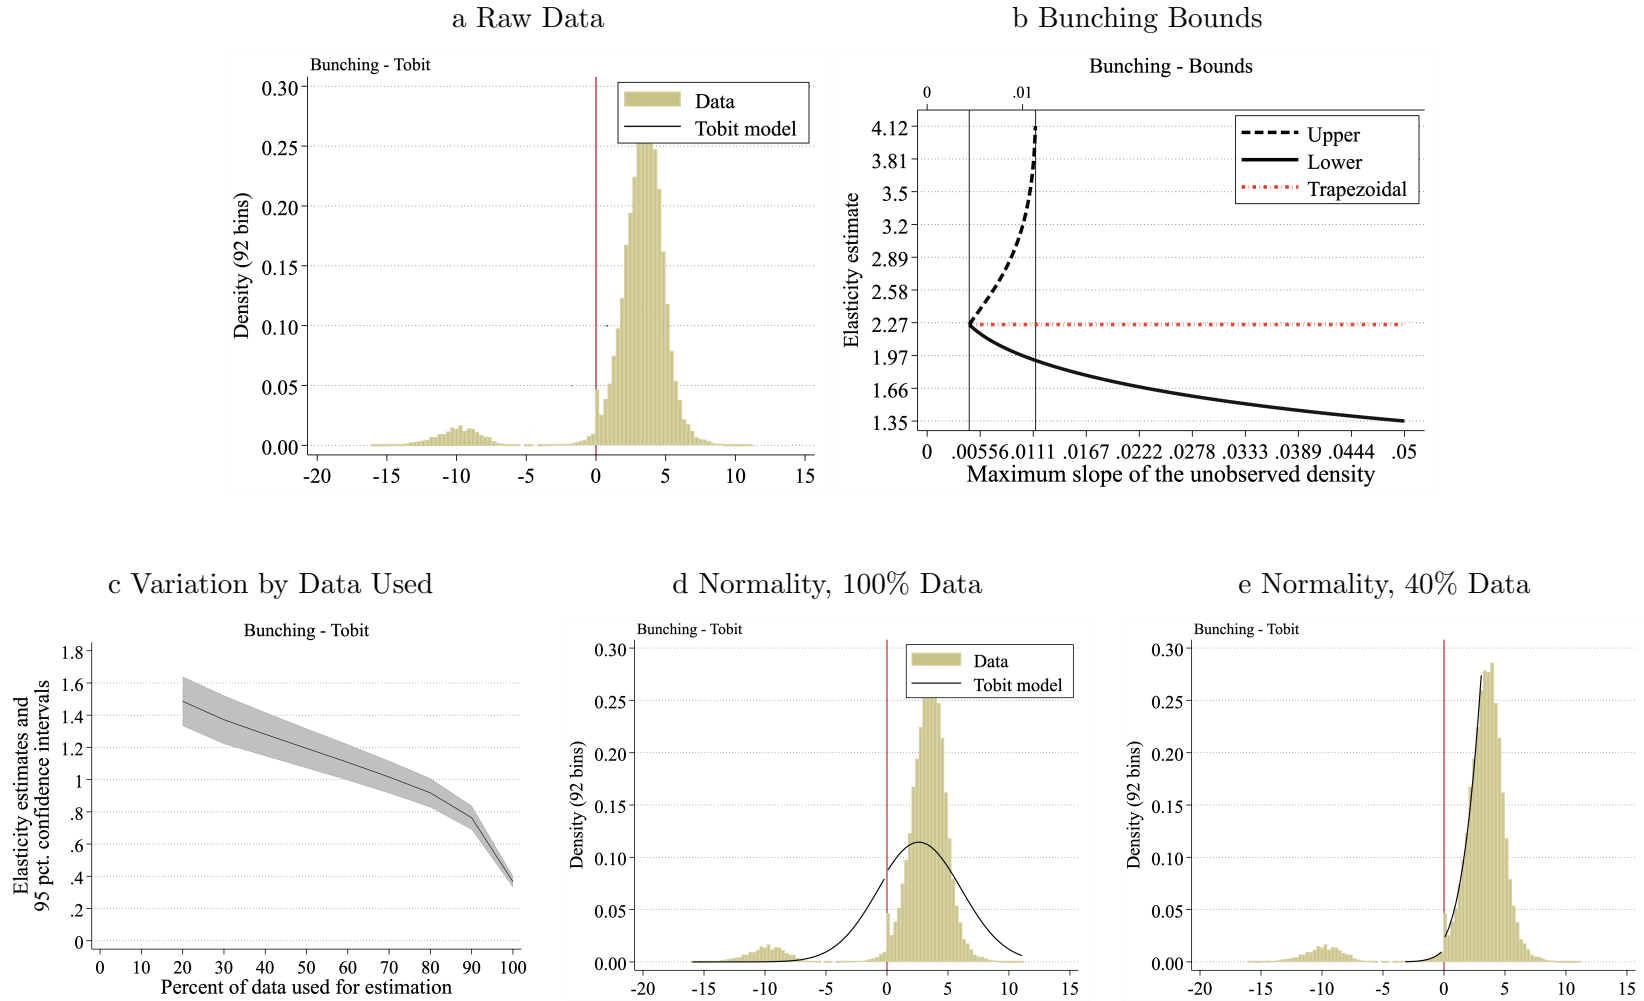 a Raw Data
Bunching - Tobit
Data
Tobit model
Density (92 bins)
0.30
0.25
0.20
0.15
0.10
0.05
0.00
-20 -15 -10 -5 0 5 10 15
b Bunching Bounds
Bunching - Bounds
0 .01
Upper
Lower
Trapezoidal
Elasticity estimate
4.12
3.81
3.5
3.2
2.89
2.58
2.27
1.97
1.66
1.35
0 .00556 .0111 .0167 .0222 .0278 .0333 .0389 .0444 .05
Maximum slope of the unobserved density
c Variation by Data Used
Bunching - Tobit
Elasticity estimates and
95 pct. confidence intervals
1.8
1.6
1.4
1.2
1
.8
.6
.4
.2
0
0 10 20 30 40 50 60 70 80 90 100
Percent of data used for estimation
d Normality, 100% Data
Bunching - Tobit
Data
Tobit model
Density (92 bins)
0.30
0.25
0.20
0.15
0.10
0.05
0.00
-20 -15 -10 -5 0 5 10 15
e Normality, 40% Data
Bunching - Tobit
Density (92 bins)
0.30
0.25
0.20
0.15
0.10
0.05
0.00
-20 -15 -10 -5 0 5 10 15